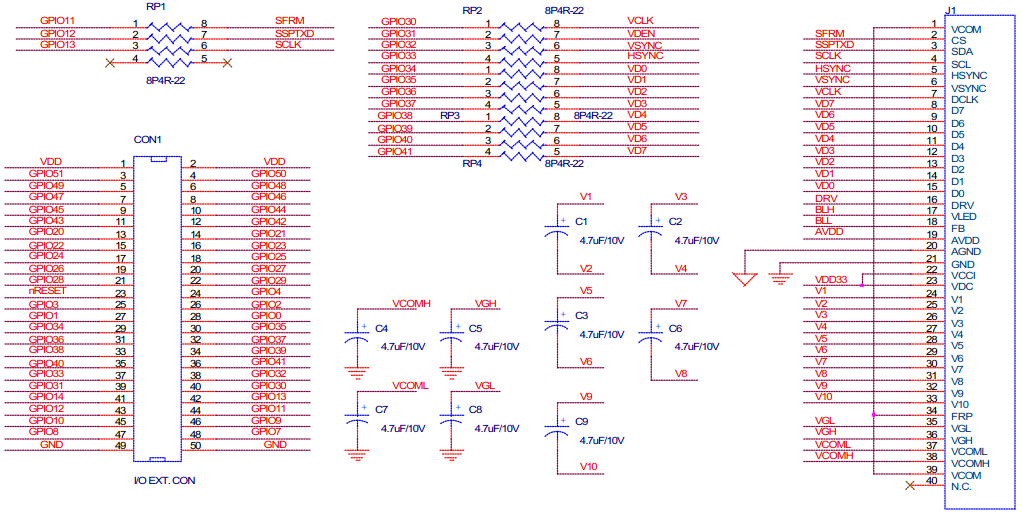 RP1
GPIO11 1 8 SFRM
GPIO12 2 7 SSPTXD
GPIO13 3 6 SCLK
4 5
8P4R-22
RP2 8P4R-22
GPIO30 1 8 VCLK
GPIO31 2 7 VDEN
GPIO32 3 6 VSYNC
GPIO33 4 5 HSYNC
GPIO34 1 8 VD0
GPIO35 2 7 VD1
GPIO36 3 6 VD2
GPIO37 4 5 VD3
GPIO38 RP3 1 8 8P4R-22 VD4
GPIO39 2 7 VD5
GPIO40 3 6 VD6
GPIO41 4 5 VD7
RP4 8P4R-22
CON1
VDD 1 2 VDD
GPIO51 3 4 GPIO50
GPIO49 5 6 GPIO48
GPIO47 7 8 GPIO46
GPIO45 9 10 GPIO44
GPIO43 11 12 GPIO42
GPIO20 13 14 GPIO21
GPIO22 15 16 GPIO23
GPIO24 17 18 GPIO25
GPIO26 19 20 GPIO27
GPIO28 21 22 GPIO29
nRESET 23 24 GPIO4
GPIO3 25 26 GPIO2
GPIO1 27 28 GPIO0
GPIO34 29 30 GPIO35
GPIO36 31 32 GPIO37
GPIO38 33 34 GPIO39
GPIO40 35 36 GPIO41
GPIO33 37 38 GPIO32
GPIO31 39 40 GPIO30
GPIO14 41 42 GPIO13
GPIO12 43 44 GPIO11
GPIO10 45 46 GPIO9
GPIO8 47 48 GPIO7
GND 49 50 GND
I/O EXT. CON
V1 V3
+ C1 + C2
4.7uF/10V 4.7uF/10V
V2 V4
V5 V7
+ C3 + C6
4.7uF/10V 4.7uF/10V
V6 V8
VCOMH VGH
+ C4 + C5
4.7uF/10V 4.7uF/10V
VCOML VGL
+ C7 + C8
4.7uF/10V 4.7uF/10V
V9
+ C9
4.7uF/10V
V10
J1
1 VCOM
SFRM 2 CS
SSPTXD 3 SDA
SCLK 4 SCL
HSYNC 5 HSYNC
VSYNC 6 VSYNC
VCLK 7 DCLK
VD7 8 D7
VD6 9 D6
VD5 10 D5
VD4 11 D4
VD3 12 D3
VD2 13 D2
VD1 14 D1
VD0 15 D0
DRV 16 DRV
BLH 17 VLED
BLL 18 FB
AVDD 19 AVDD
20 AGND
21 GND
22 VCCI
VDD33 23 VDC
V1 24 V1
V2 25 V2
V3 26 V3
V4 27 V4
V5 28 V5
V6 29 V6
V7 30 V7
V8 31 V8
V9 32 V9
V10 33 V10
34 FRP
VGL 35 VGL
VGH 36 VGH
VCOML 37 VCOML
VCOMH 38 VCOMH
39 VCOM
40 N.C.